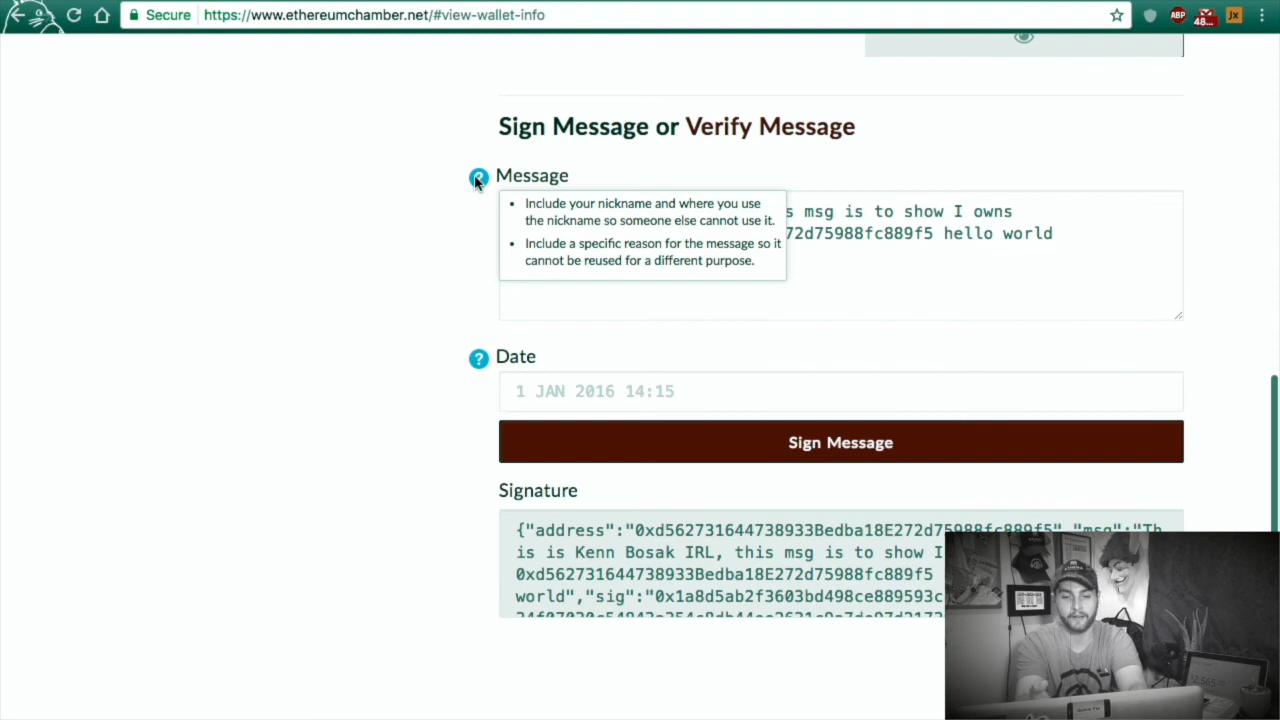 Secure https://www.ethereumchamber.net/#view-wallet-info
ABP
48...
JX
Sign Message or Verify Message
? Message
Include your nickname and where you use
the nickname so someone else cannot use it.
Include a specific reason for the message so it
cannot be reused for a different purpose.
s msg is to show I owns
72d75988fc889f5 hello world
? Date
1 JAN 2016 14:15
Sign Message
Signature
{"address":"0xd562731644738933Bedba18E272d75988fc889f5","msg":"Th
is is Kenn Bosak IRL, this msg is to show I
0xd562731644738933Bedba18E272d75988fc889f5
world","sig":"0x1a8d5ab2f3603bd498ce889593c